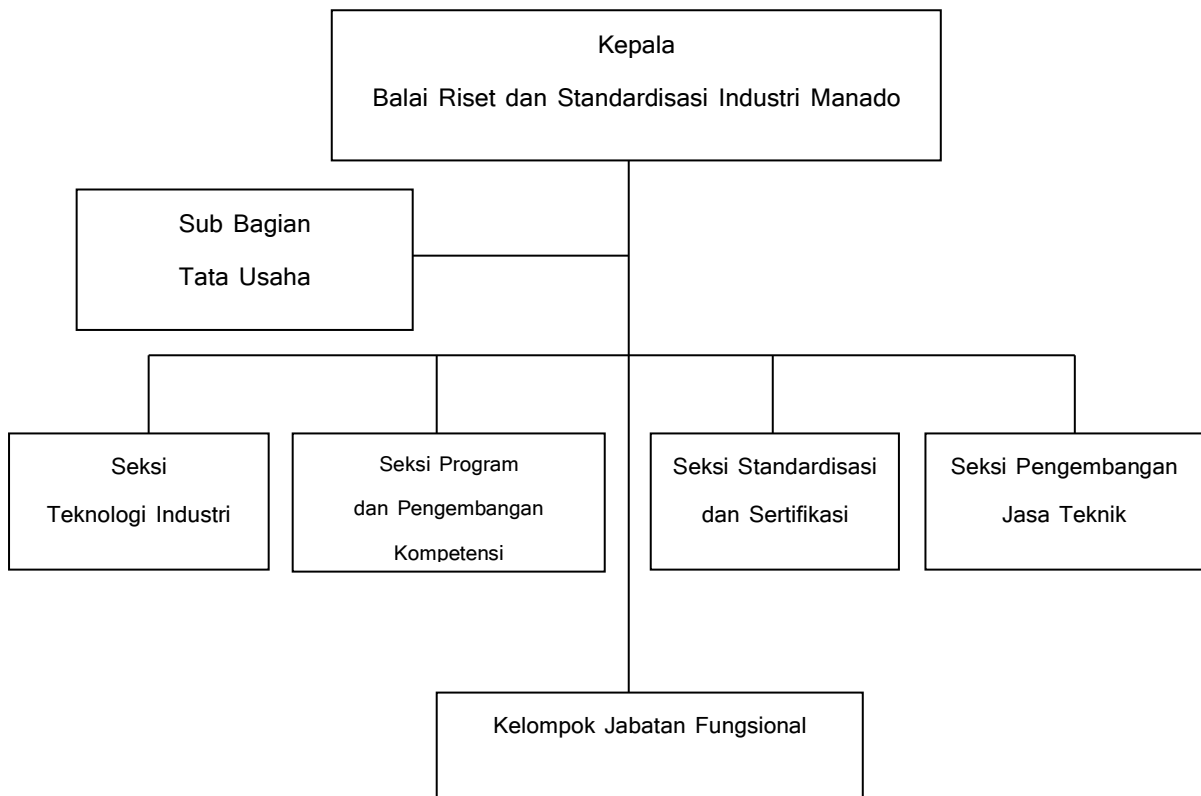 Kepala
Balai Riset dan Standardisasi Industri Manado
Sub Bagian
Tata Usaha
Seksi
Teknologi Industri
Seksi Program
dan Pengembangan
Kompetensi
Seksi Standardisasi
dan Sertifikasi
Seksi Pengembangan
Jasa Teknik
Kelompok Jabatan Fungsional